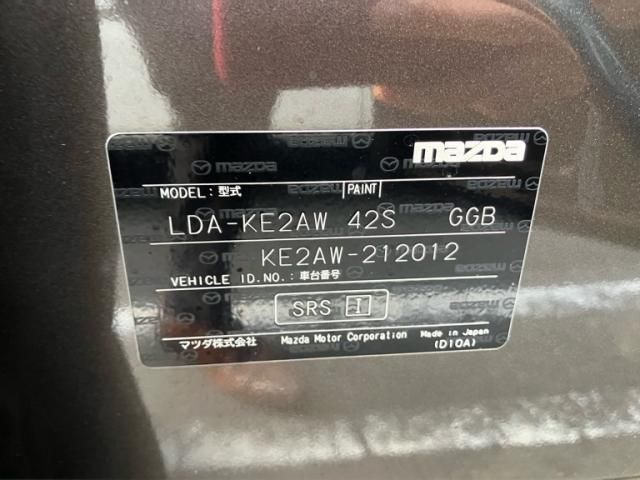 mazda
MODEL:型式 PAINT
LDA-KE2AW 42S GGB
KE2AW-212012
VEHICLE ID.NO.:車台番号
SRS I
マツダ株式会社 Mazda Motor Corporation Made in Japan
(D10A)